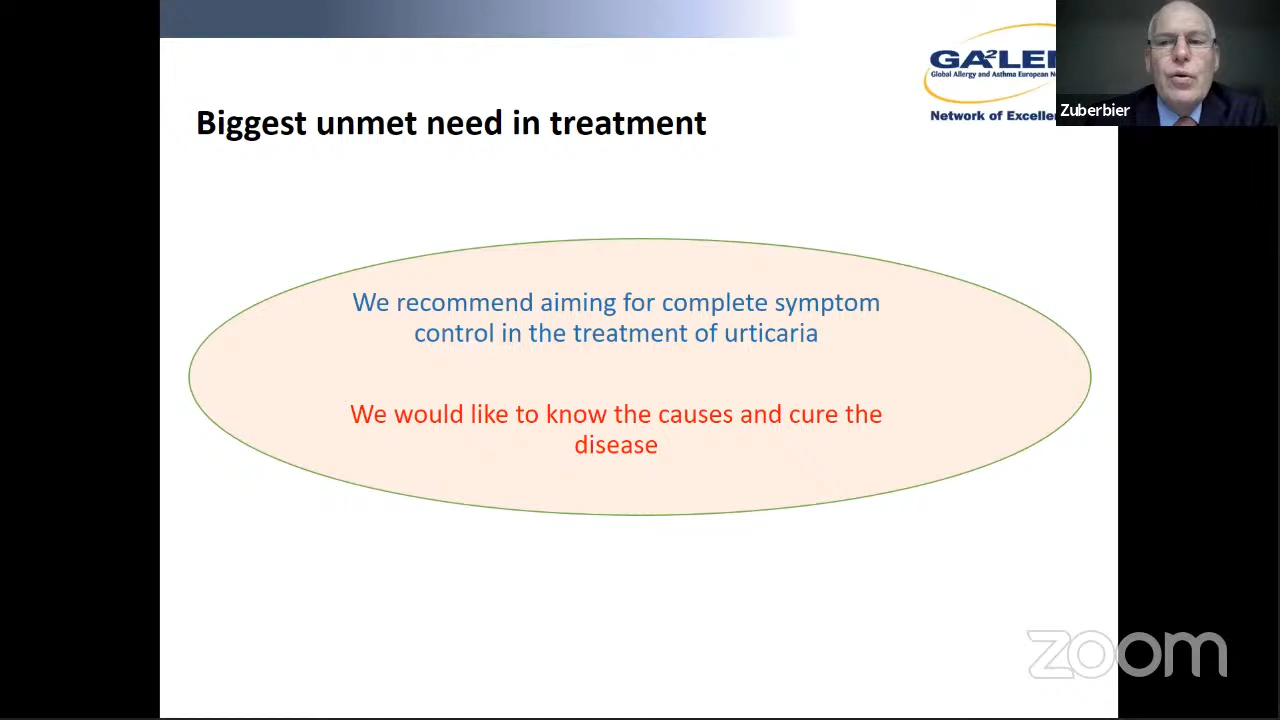 GA²LE
Global Allergy and Asthma European
Network of Excelle
Zuberbier
Biggest unmet need in treatment
We recommend aiming for complete symptom
control in the treatment of urticaria
We would like to know the causes and cure the
disease
zoom